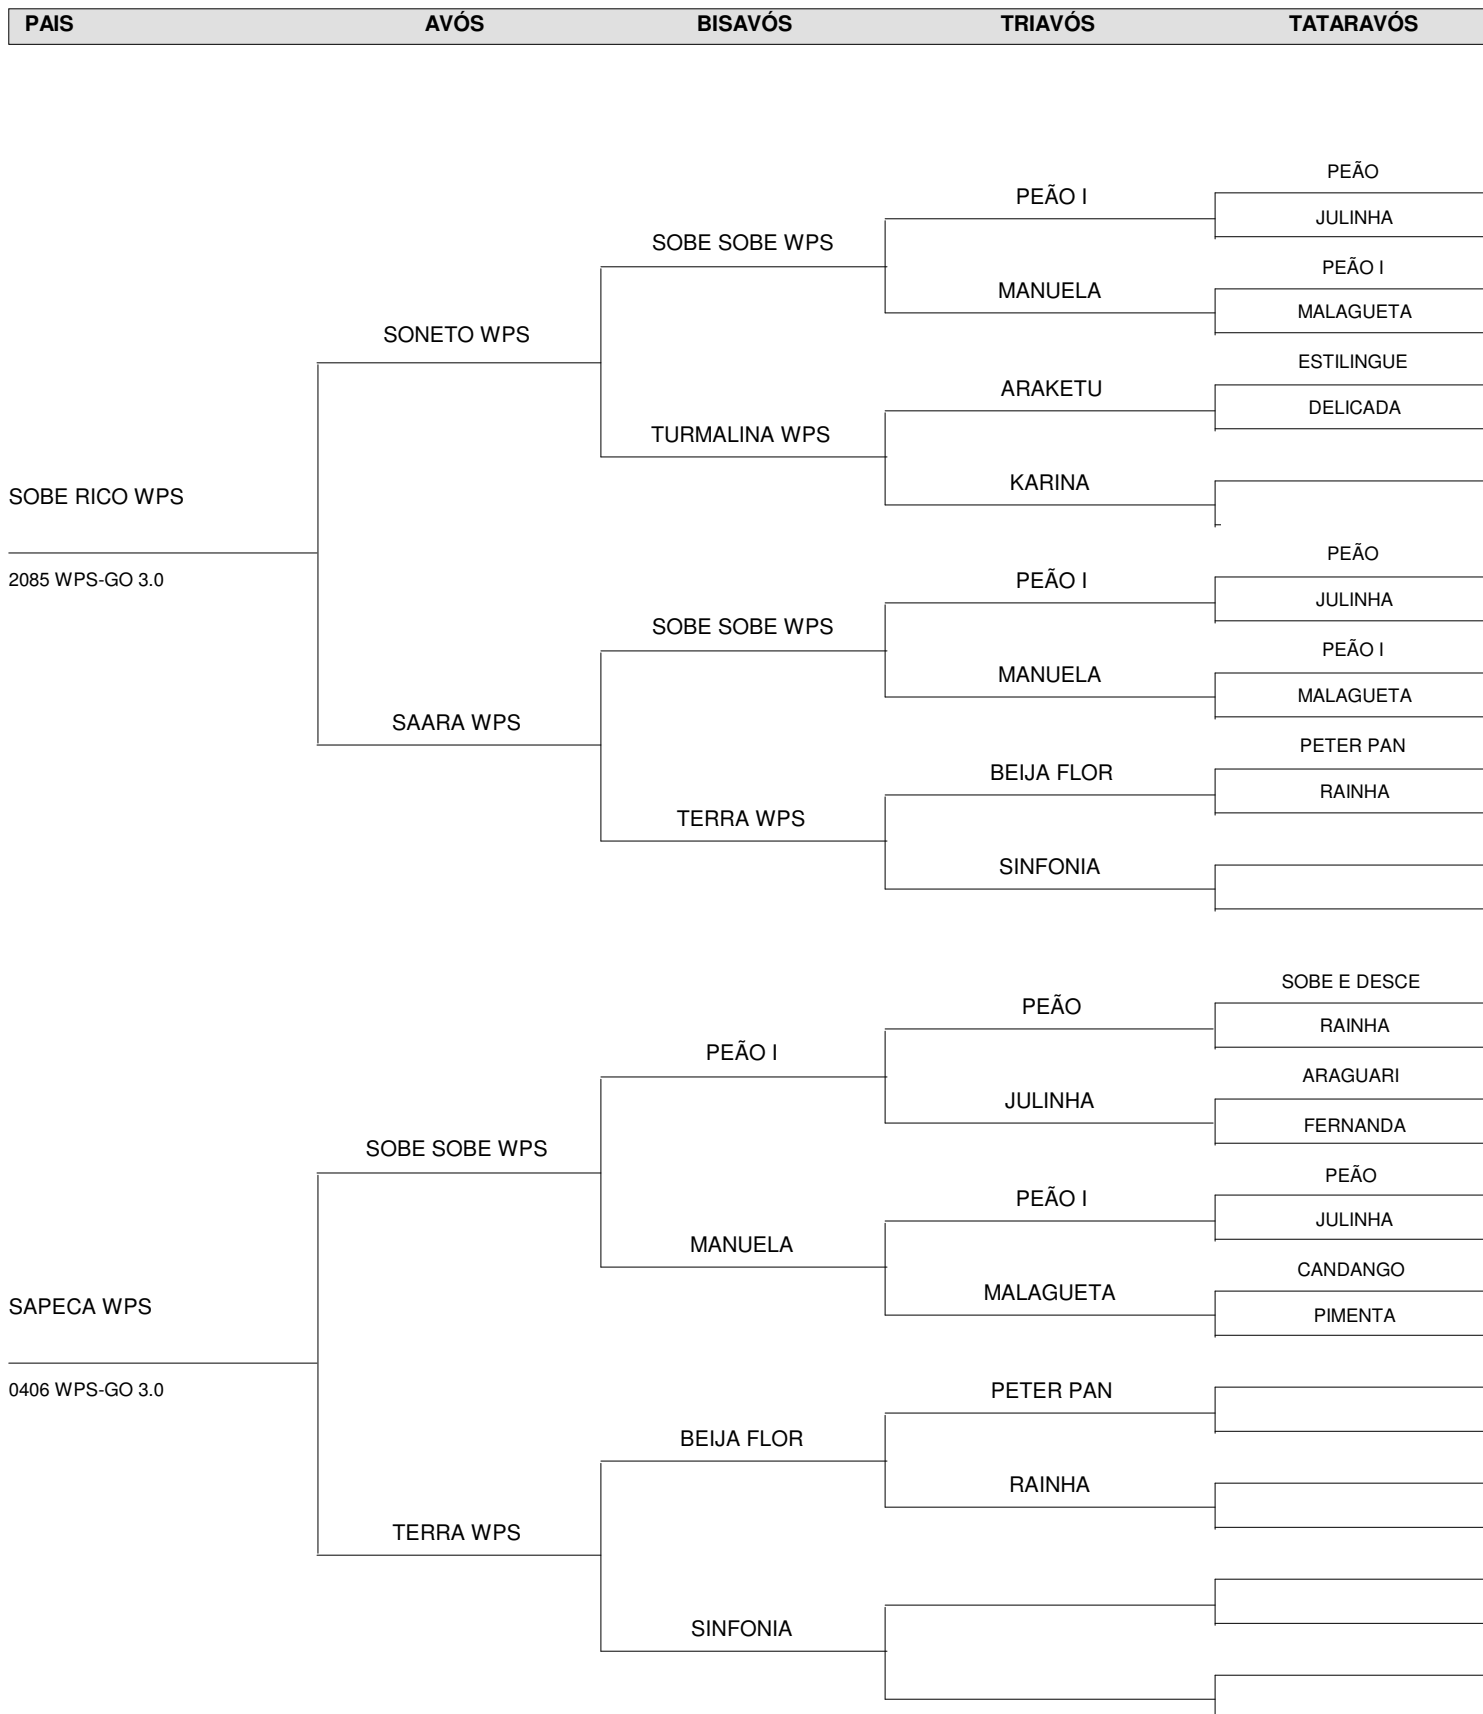 PAIS AVÓS BISAVÓS TRIAVÓS TATARAVÓS
PEÃO
PEÃO I
JULINHA
SOBE SOBE WPS
PEÃO I
MANUELA
MALAGUETA
SONETO WPS
ESTILINGUE
ARAKETU
DELICADA
TURMALINA WPS
KARINA
SOBE RICO WPS
PEÃO
2085 WPS-GO 3.0
PEÃO I
JULINHA
SOBE SOBE WPS
PEÃO I
MANUELA
MALAGUETA
SAARA WPS
PETER PAN
BEIJA FLOR
RAINHA
TERRA WPS
SINFONIA
SOBE E DESCE
PEÃO
RAINHA
PEÃO I
ARAGUARI
JULINHA
FERNANDA
SOBE SOBE WPS
PEÃO
PEÃO I
JULINHA
MANUELA
CANDANGO
MALAGUETA
SAPECA WPS
PIMENTA
0406 WPS-GO 3.0
PETER PAN
BEIJA FLOR
RAINHA
TERRA WPS
SINFONIA